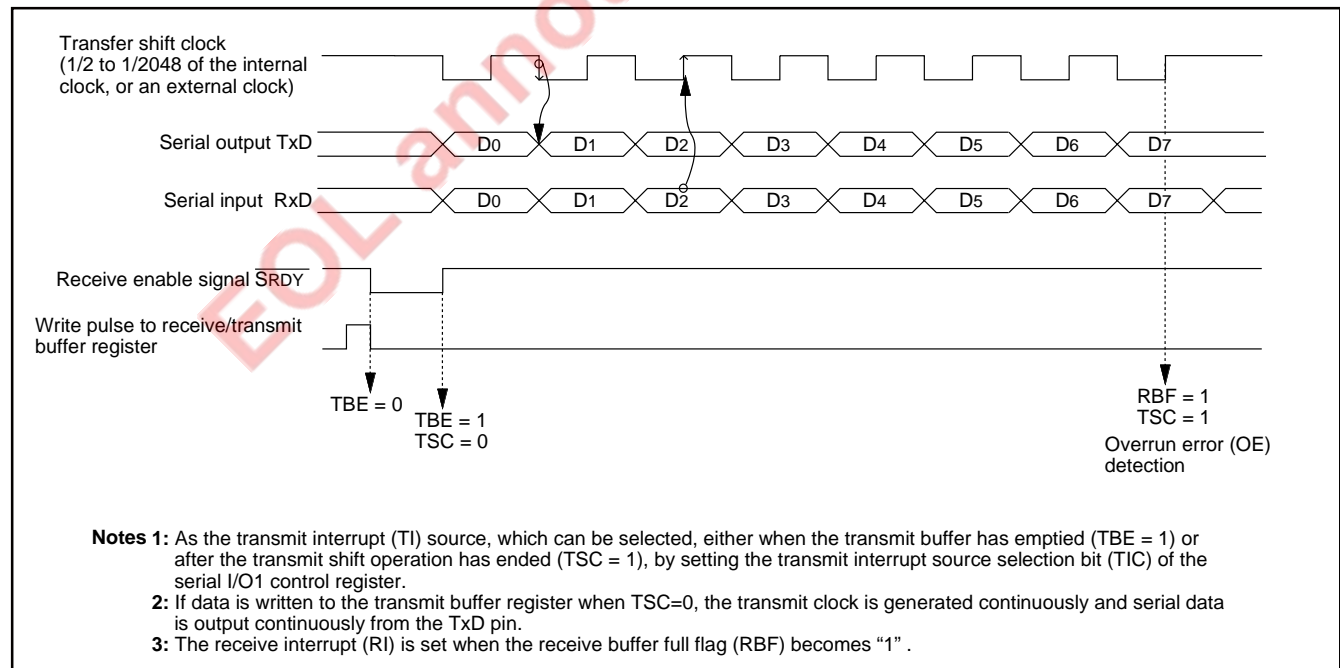 EOL annou
Transfer shift clock
(1/2 to 1/2048 of the internal
clock, or an external clock)
Serial output TxD D0 D1 D2 D3 D4 D5 D6 D7
Serial input RxD D0 D1 D2 D3 D4 D5 D6 D7
Receive enable signal SRDY
Write pulse to receive/transmit
buffer register
TBE = 0
TBE = 1
TSC = 0
RBF = 1
TSC = 1
Overrun error (OE)
detection
Notes 1: As the transmit interrupt (TI) source, which can be selected, either when the transmit buffer has emptied (TBE = 1) or
after the transmit shift operation has ended (TSC = 1), by setting the transmit interrupt source selection bit (TIC) of the
serial I/O1 control register.
2: If data is written to the transmit buffer register when TSC=0, the transmit clock is generated continuously and serial data
is output continuously from the TxD pin.
3: The receive interrupt (RI) is set when the receive buffer full flag (RBF) becomes “1” .